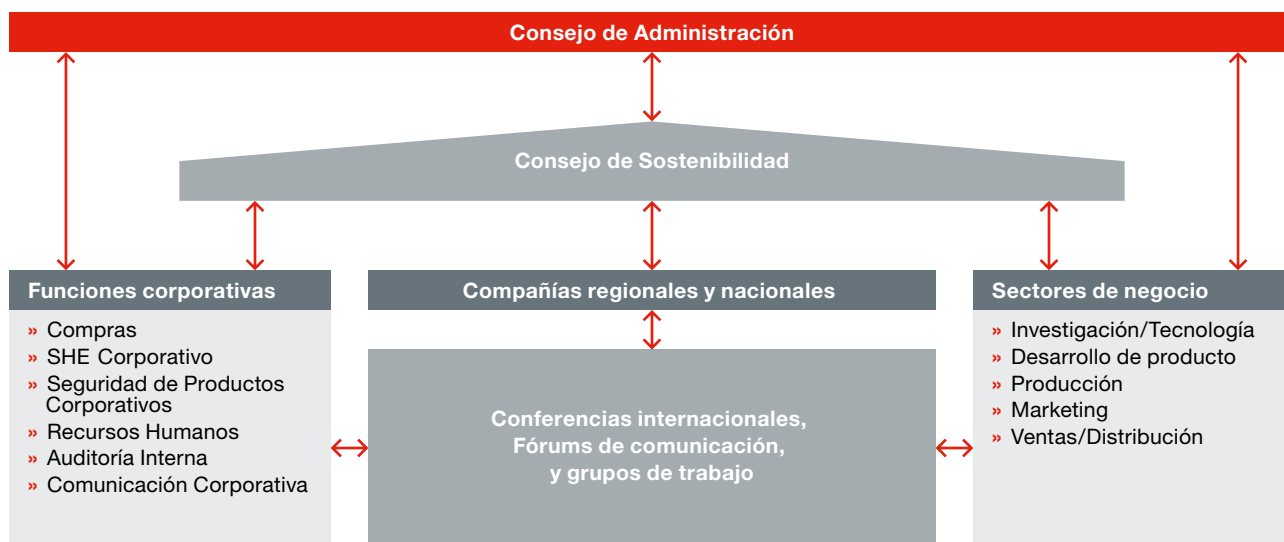 Consejo de Administración
Consejo de Sostenibilidad
Funciones corporativas
» Compras
» SHE Corporativo
» Seguridad de Productos
Corporativos
» Recursos Humanos
» Auditoría Interna
» Comunicación Corporativa
Compañías regionales y nacionales
Conferencias internacionales,
Fórums de comunicación,
y grupos de trabajo
Sectores de negocio
» Investigación/Tecnología
» Desarrollo de producto
» Producción
» Marketing
» Ventas/Distribución